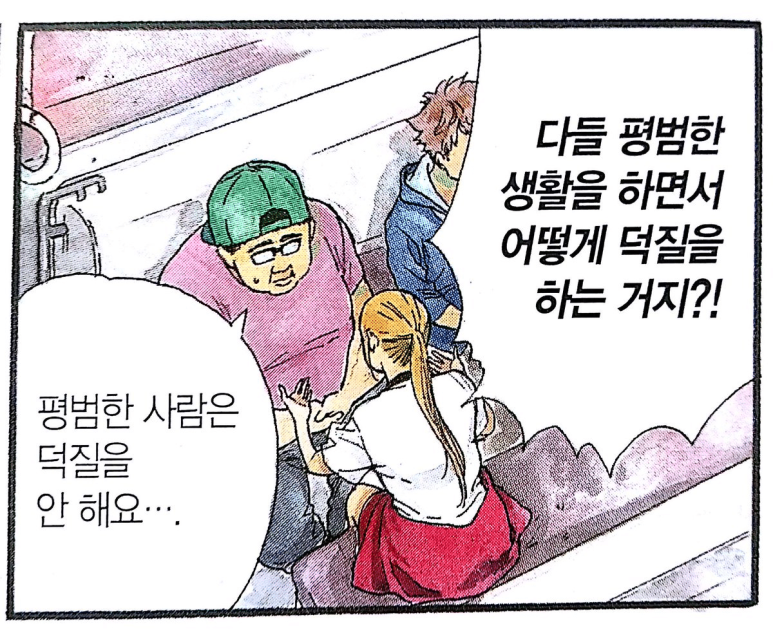 다들 평범한
생활을 하면서
어떻게 덕질을
하는 거지?!
평범한 사람은
덕질을
안 해요….